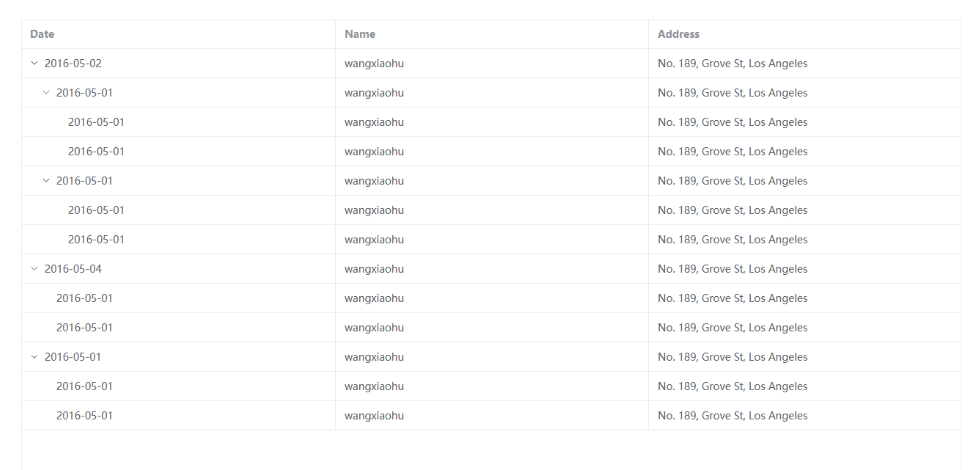 Date Name Address
2016-05-02 wangxiaohu No. 189, Grove St, Los Angeles
2016-05-01 wangxiaohu No. 189, Grove St, Los Angeles
2016-05-01 wangxiaohu No. 189, Grove St, Los Angeles
2016-05-01 wangxiaohu No. 189, Grove St, Los Angeles
2016-05-01 wangxiaohu No. 189, Grove St, Los Angeles
2016-05-01 wangxiaohu No. 189, Grove St, Los Angeles
2016-05-01 wangxiaohu No. 189, Grove St, Los Angeles
2016-05-04 wangxiaohu No. 189, Grove St, Los Angeles
2016-05-01 wangxiaohu No. 189, Grove St, Los Angeles
2016-05-01 wangxiaohu No. 189, Grove St, Los Angeles
2016-05-01 wangxiaohu No. 189, Grove St, Los Angeles
2016-05-01 wangxiaohu No. 189, Grove St, Los Angeles
2016-05-01 wangxiaohu No. 189, Grove St, Los Angeles